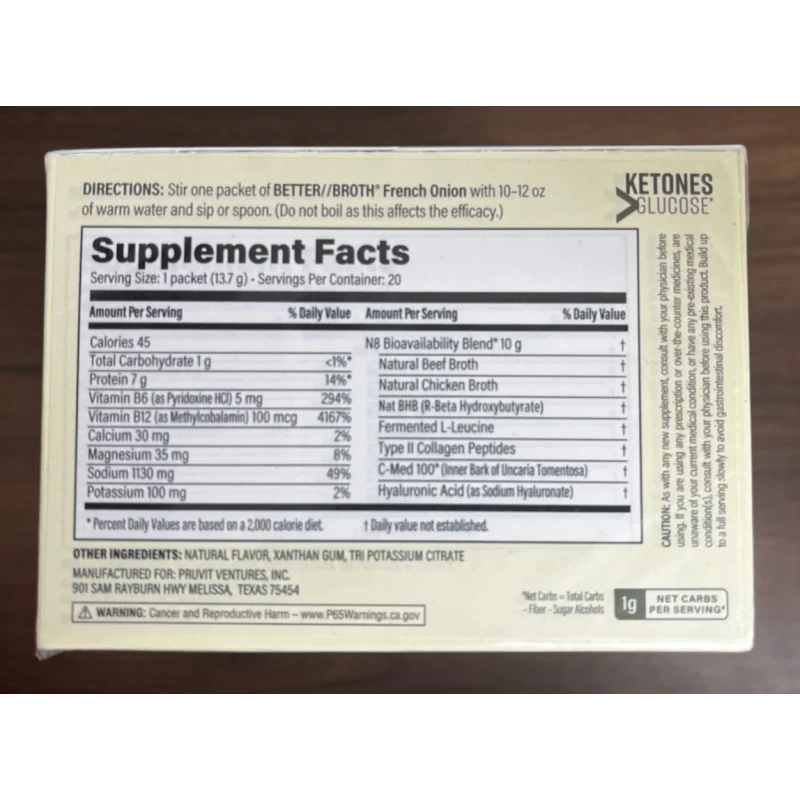 DIRECTIONS: Stir one packet of BETTER//BROTH® French Onion with 10-12 oz
of warm water and sip or spoon. (Do not boil as this affects the efficacy.)
KETONES
>GLUCOSE*
Supplement Facts
Serving Size: 1 packet (13.7 g) • Servings Per Container: 20
Amount Per Serving % Daily Value
Calories 45
Total Carbohydrate 1 g <1%*
Protein 7 g 14%*
Vitamin B6 (as Pyridoxine HCl) 5 mg 294%
Vitamin B12 (as Methylcobalamin) 100 mcg 4167%
Calcium 30 mg 2%
Magnesium 35 mg 8%
Sodium 1130 mg 49%
Potassium 100 mg 2%
Amount Per Serving % Daily Value
N8 Bioavailability Blend® 10 g †
Natural Beef Broth †
Natural Chicken Broth †
Nat BHB (R-Beta Hydroxybutyrate) †
Fermented L-Leucine †
Type II Collagen Peptides †
C-Med 100® (Inner Bark of Uncaria Tomentosa) †
Hyaluronic Acid (as Sodium Hyaluronate) †
* Percent Daily Values are based on a 2,000 calorie diet. † Daily value not established.
OTHER INGREDIENTS: NATURAL FLAVOR, XANTHAN GUM, TRI POTASSIUM CITRATE
MANUFACTURED FOR: PRUVIT VENTURES, INC.
901 SAM RAYBURN HWY MELISSA, TEXAS 75454
⚠ WARNING: Cancer and Reproductive Harm – www.P65Warnings.ca.gov
*Net Carbs = Total Carbs
– Fiber – Sugar Alcohols
1g NET CARBS
PER SERVING*
CAUTION: As with any new supplement, consult with your physician before
using. If you are using any prescription or over-the-counter medicines, are
unaware of your current medical condition, or have any pre-existing medical
condition(s), consult with your physician before using this product. Build up
to a full serving slowly to avoid gastrointestinal discomfort.